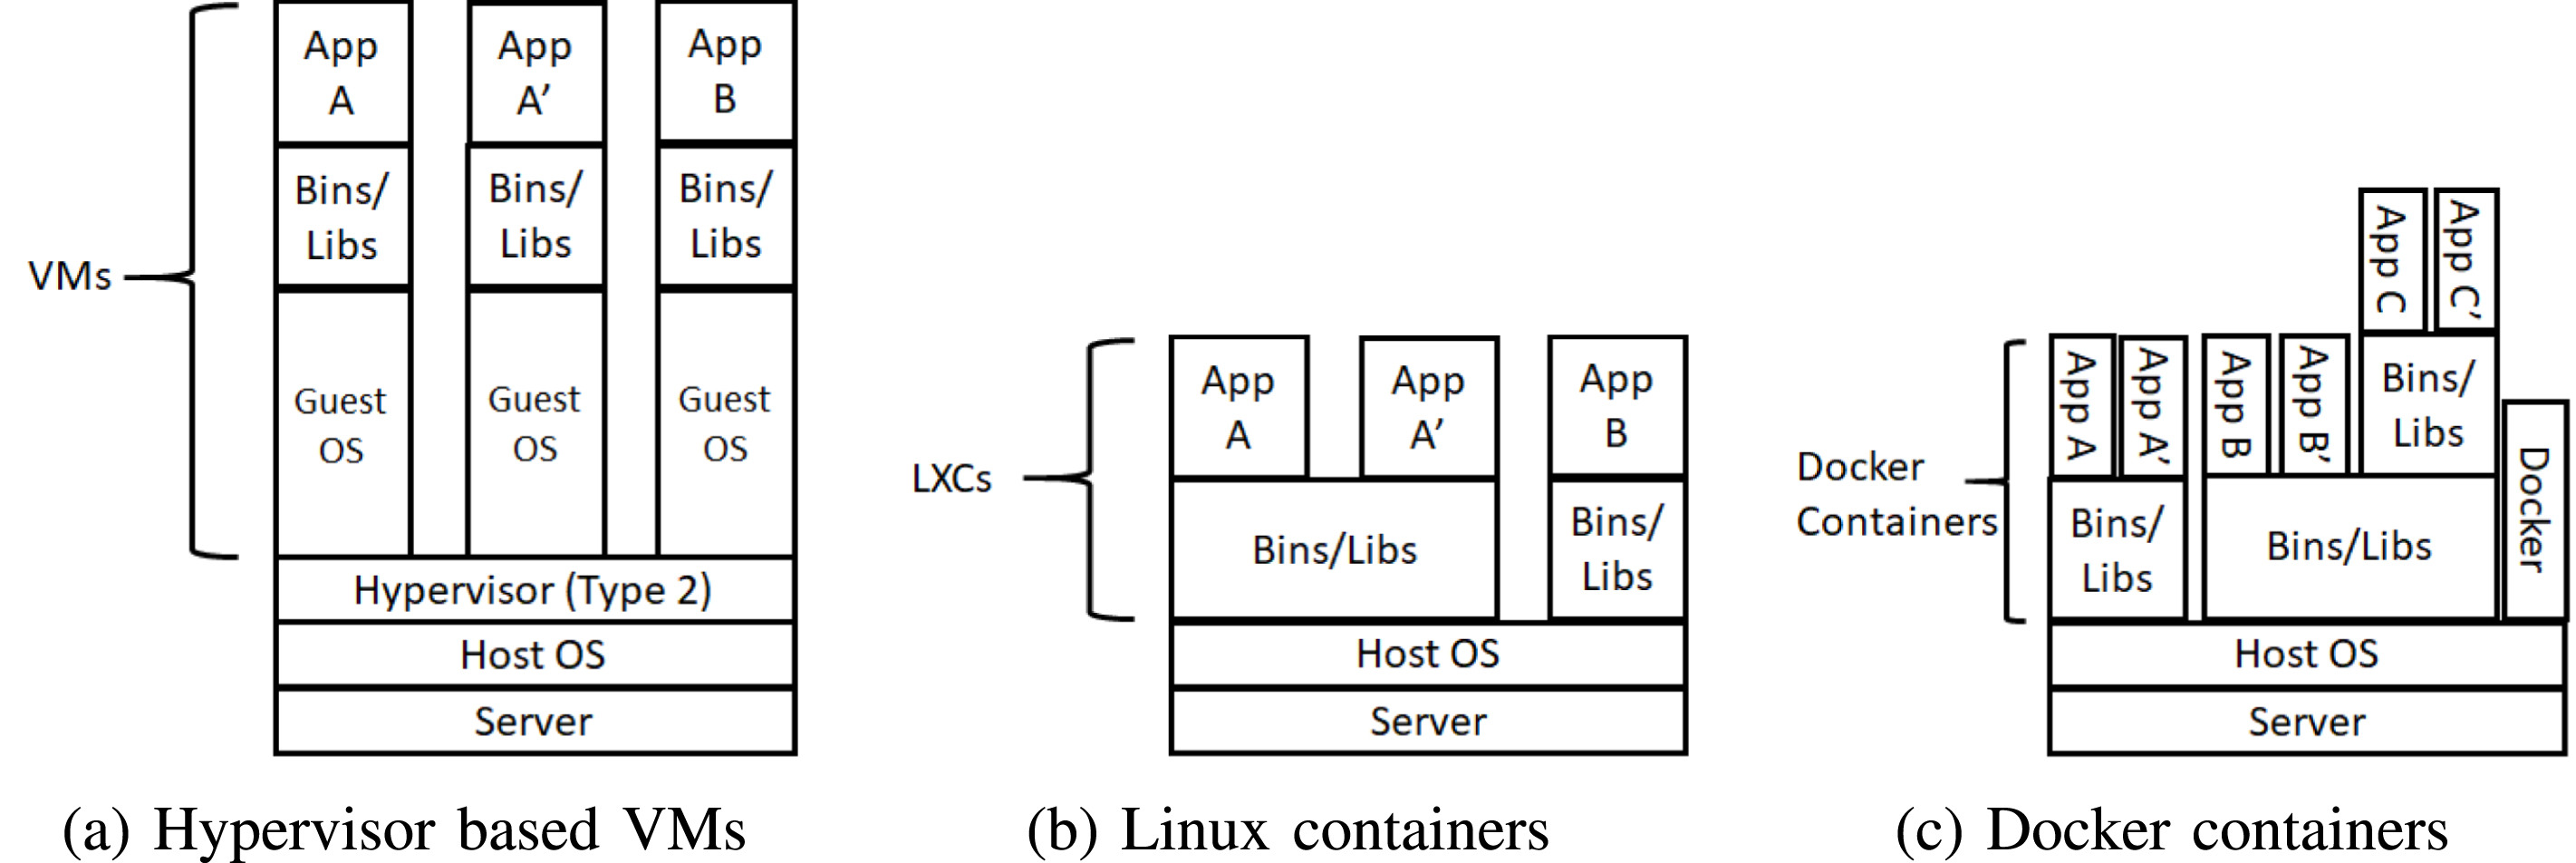 App
A
App
A’
App
B
Bins/
Libs
Bins/
Libs
Bins/
Libs
VMs
Guest
OS
Guest
OS
Guest
OS
Hypervisor (Type 2)
Host OS
Server
(a) Hypervisor based VMs
App
A
App
A’
App
B
LXCs
Bins/Libs
Bins/
Libs
Host OS
Server
(b) Linux containers
App C
App C’
App A
App A’
App B
App B’
Bins/
Libs
Docker
Containers
Bins/
Libs
Bins/Libs
Docker
Host OS
Server
(c) Docker containers